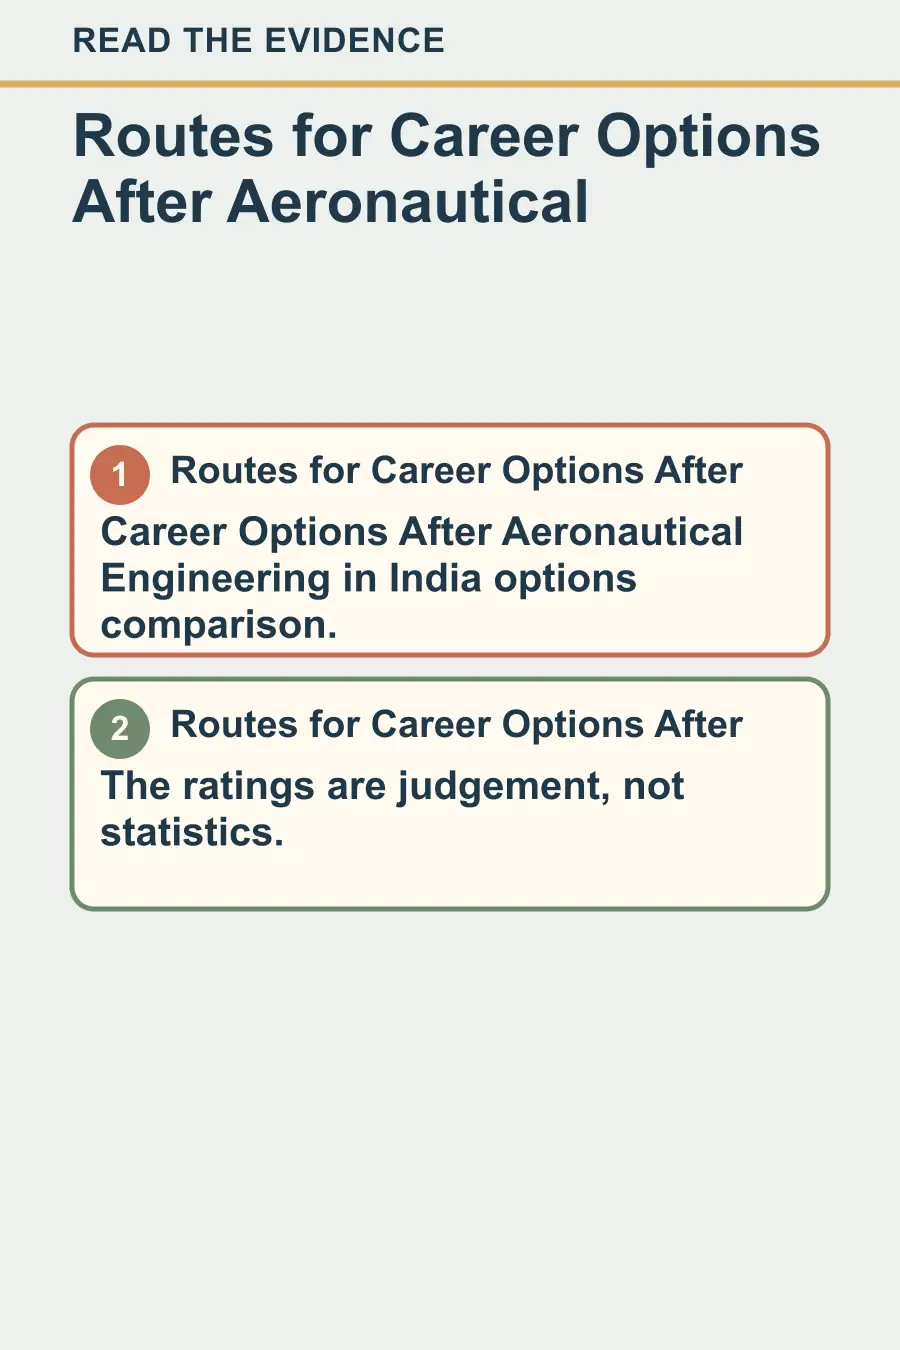 READ THE EVIDENCE
Routes for Career Options
After Aeronautical
1 Routes for Career Options After
Career Options After Aeronautical
Engineering in India options
comparison.
2 Routes for Career Options After
The ratings are judgement, not
statistics.